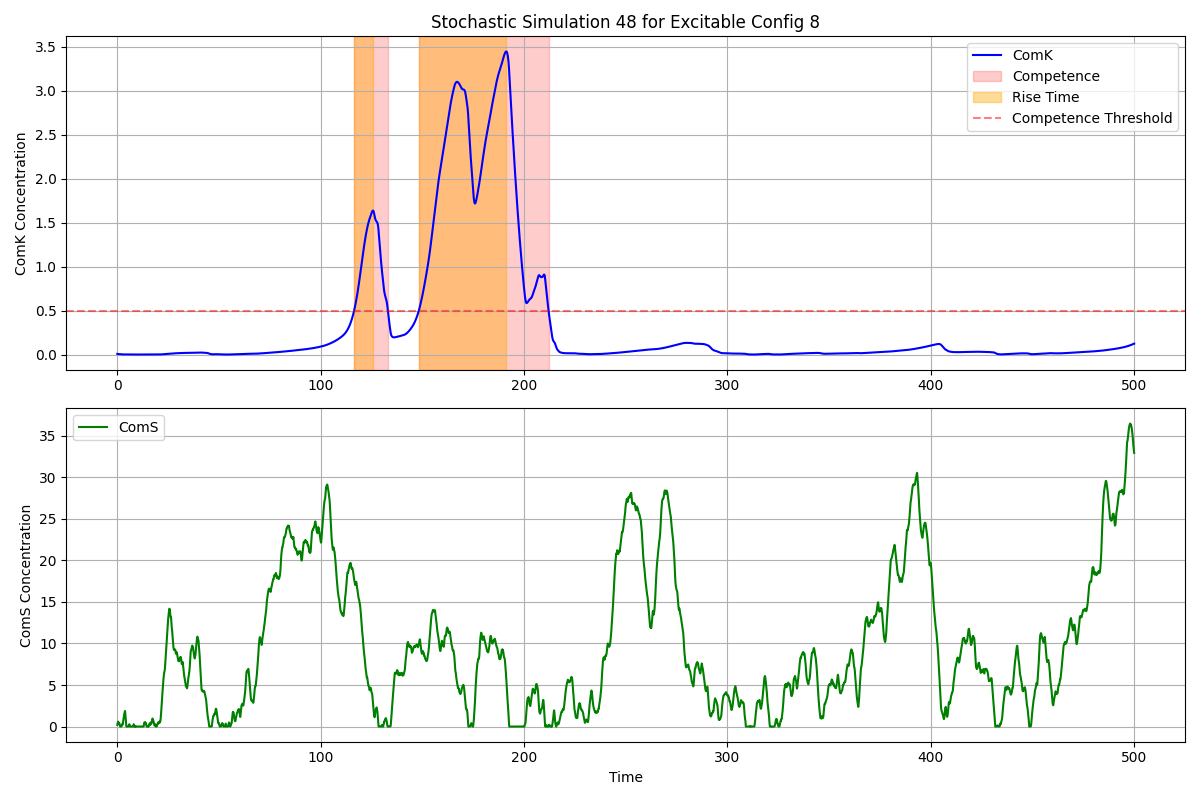 Stochastic Simulation 48 for Excitable Config 8
ComK Concentration
3.5
3.0
2.5
2.0
1.5
1.0
0.5
0.0
ComK
Competence
Rise Time
Competence Threshold
0 100 200 300 400 500
ComS Concentration
35
30
25
20
15
10
5
0
ComS
0 100 200 300 400 500
Time